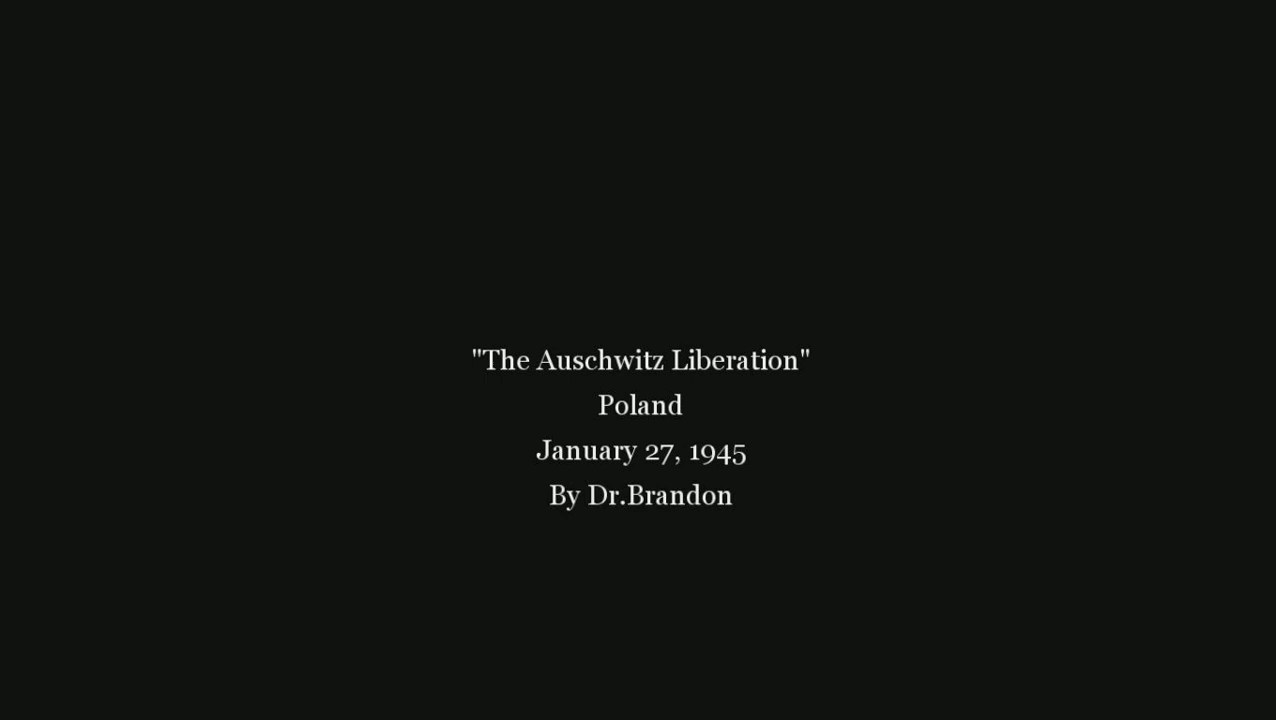 "The Auschwitz Liberation"
Poland
January 27, 1945
By Dr.Brandon